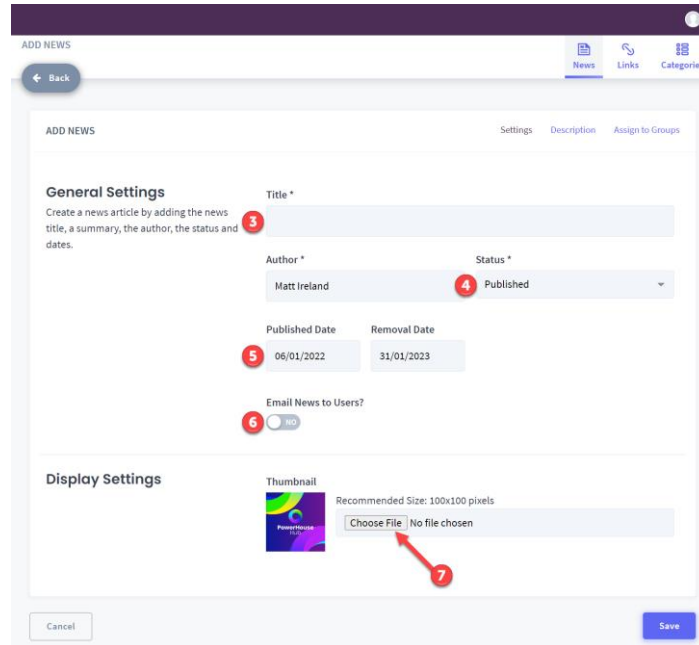 ADD NEWS
News Links Categorie
Back
ADD NEWS
Settings Description Assign to Groups
General Settings
Create a news article by adding the news
title, a summary, the author, the status and
dates.
Title *
3
Author * Status *
Matt Ireland 4 Published
Published Date Removal Date
5 06/01/2022 31/01/2023
Email News to Users?
6 NO
Display Settings
Thumbnail
Recommended Size: 100x100 pixels
PowerHouse
Hub
Choose File No file chosen
7
Cancel Save